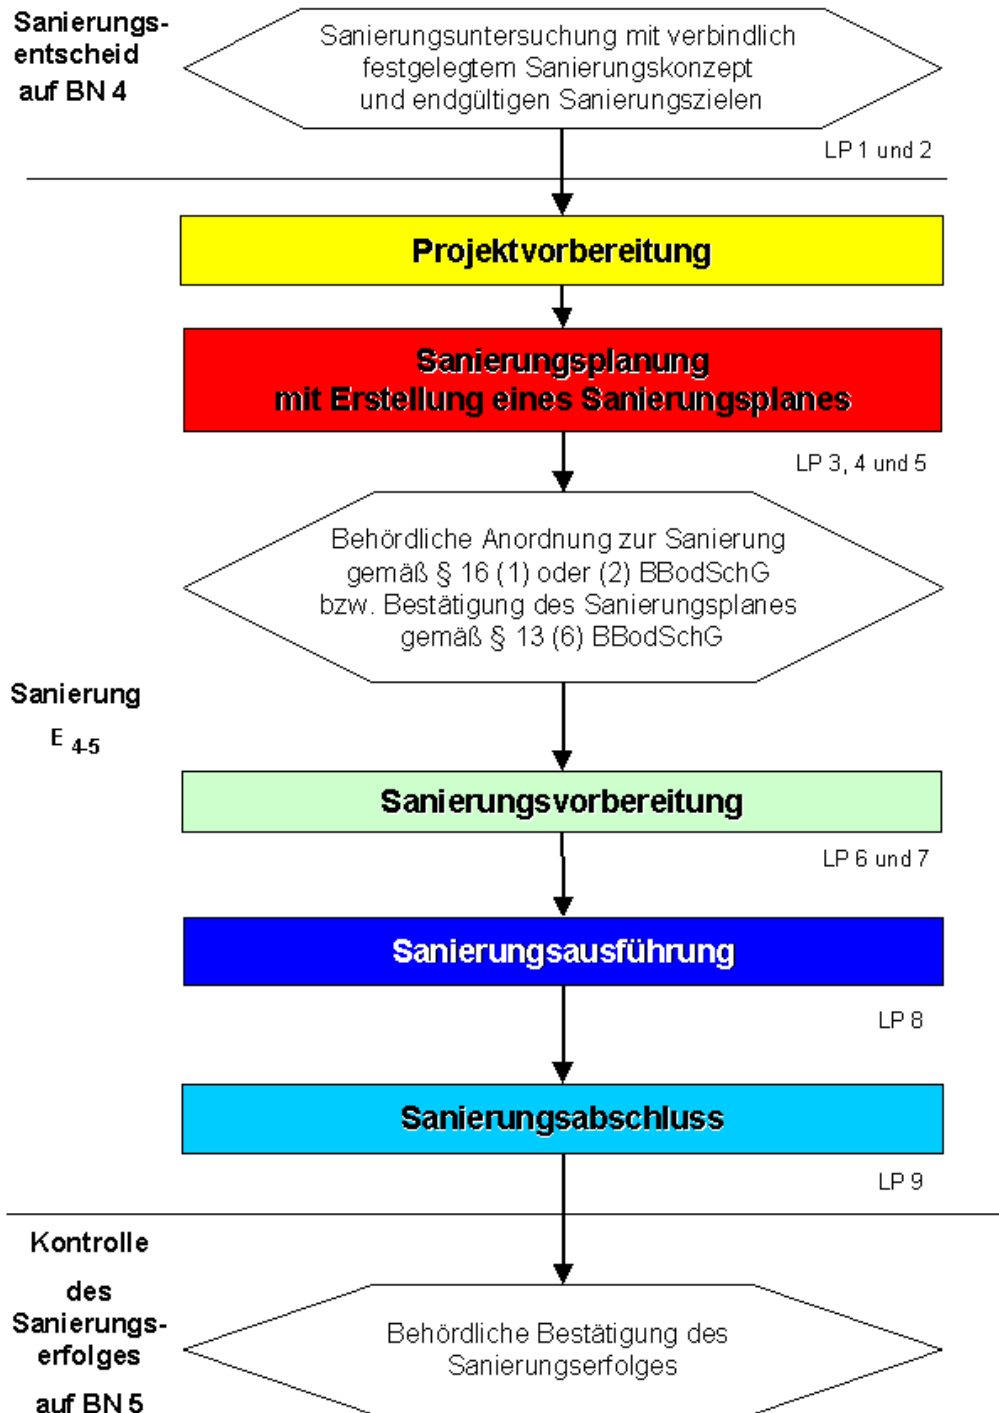 Sanierungs-
entscheid
auf BN 4
Sanierungsuntersuchung mit verbindlich
festgelegtem Sanierungskonzept
und endgültigen Sanierungszielen
LP 1 und 2
Projektvorbereitung
Sanierungsplanung
mit Erstellung eines Sanierungsplanes
LP 3, 4 und 5
Behördliche Anordnung zur Sanierung
gemäß § 16 (1) oder (2) BBodSchG
bzw. Bestätigung des Sanierungsplanes
gemäß § 13 (6) BBodSchG
Sanierung
E 4-5
Sanierungsvorbereitung
LP 6 und 7
Sanierungsausführung
LP 8
Sanierungsabschluss
LP 9
Kontrolle
des
Sanierungs-
erfolges
auf BN 5
Behördliche Bestätigung des
Sanierungserfolges